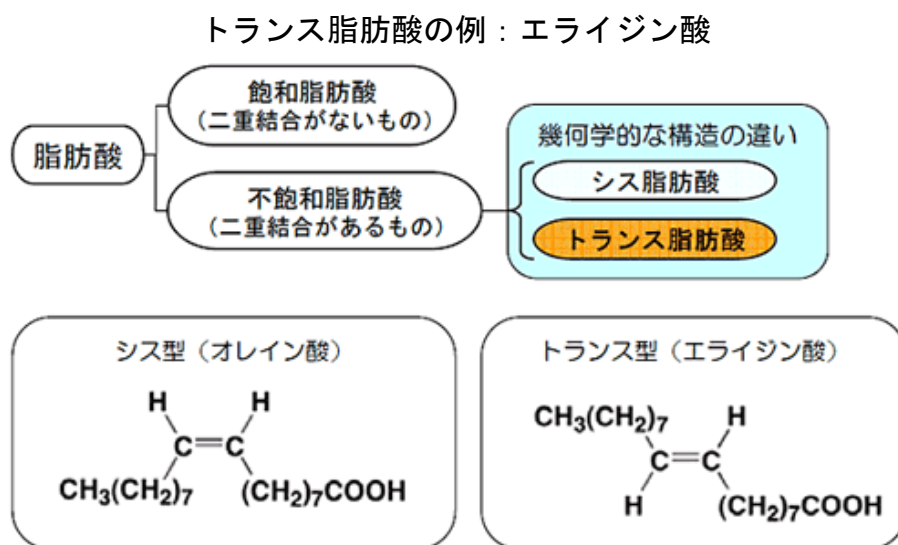 トランス脂肪酸の例:エライジン酸
飽和脂肪酸
(二重結合がないもの)
幾何学的な構造の違い
脂肪酸
シス脂肪酸
不飽和脂肪酸
(二重結合があるもの)
トランス脂肪酸
シス型(オレイン酸)
H H
C=C
CH₃(CH₂)₇ (CH₂)₇COOH
トランス型(エライジン酸)
CH₃(CH₂)₇ H
C=C
H (CH₂)₇COOH